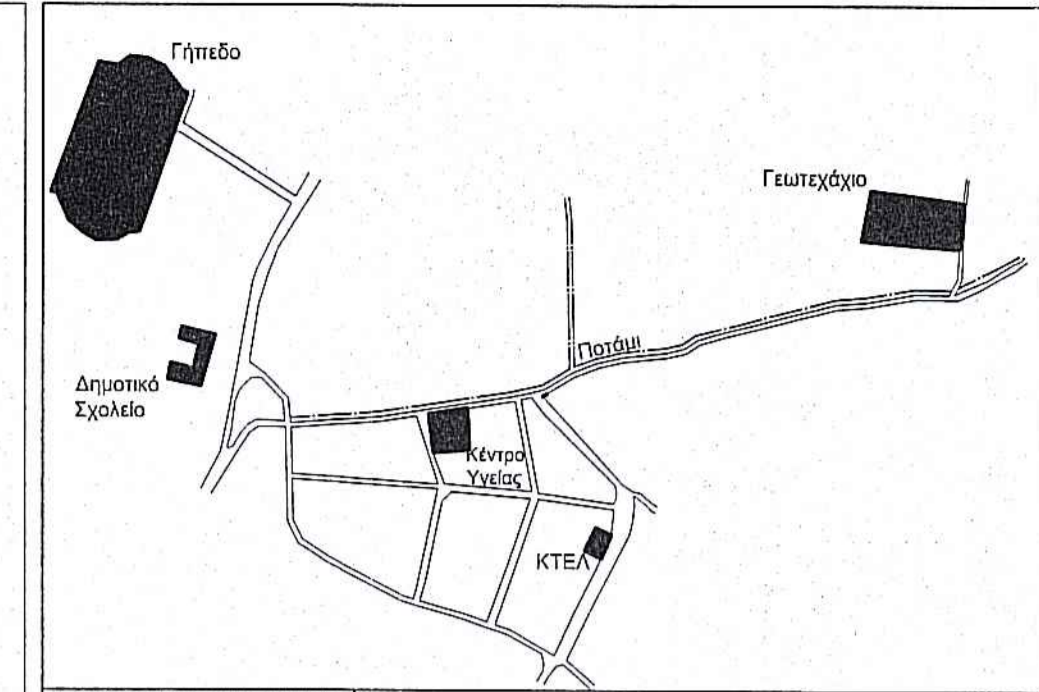 Γήπεδο
Γεωτεχάχιο
Ποτάμι
Δημοτικό
Σχολείο
Κέντρο
Υγείας
ΚΤΕΛ